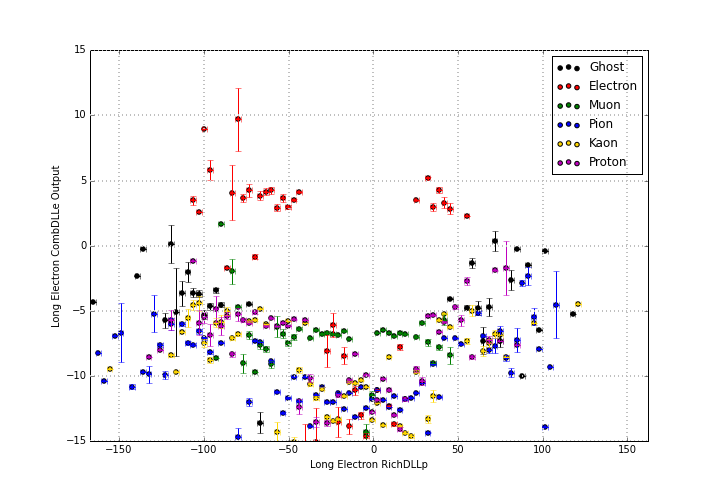 15
10
5
0
−5
−10
−15
Long Electron CombDLLe Output
Ghost
Electron
Muon
Pion
Kaon
Proton
−150 −100 −50 0 50 100 150
Long Electron RichDLLp